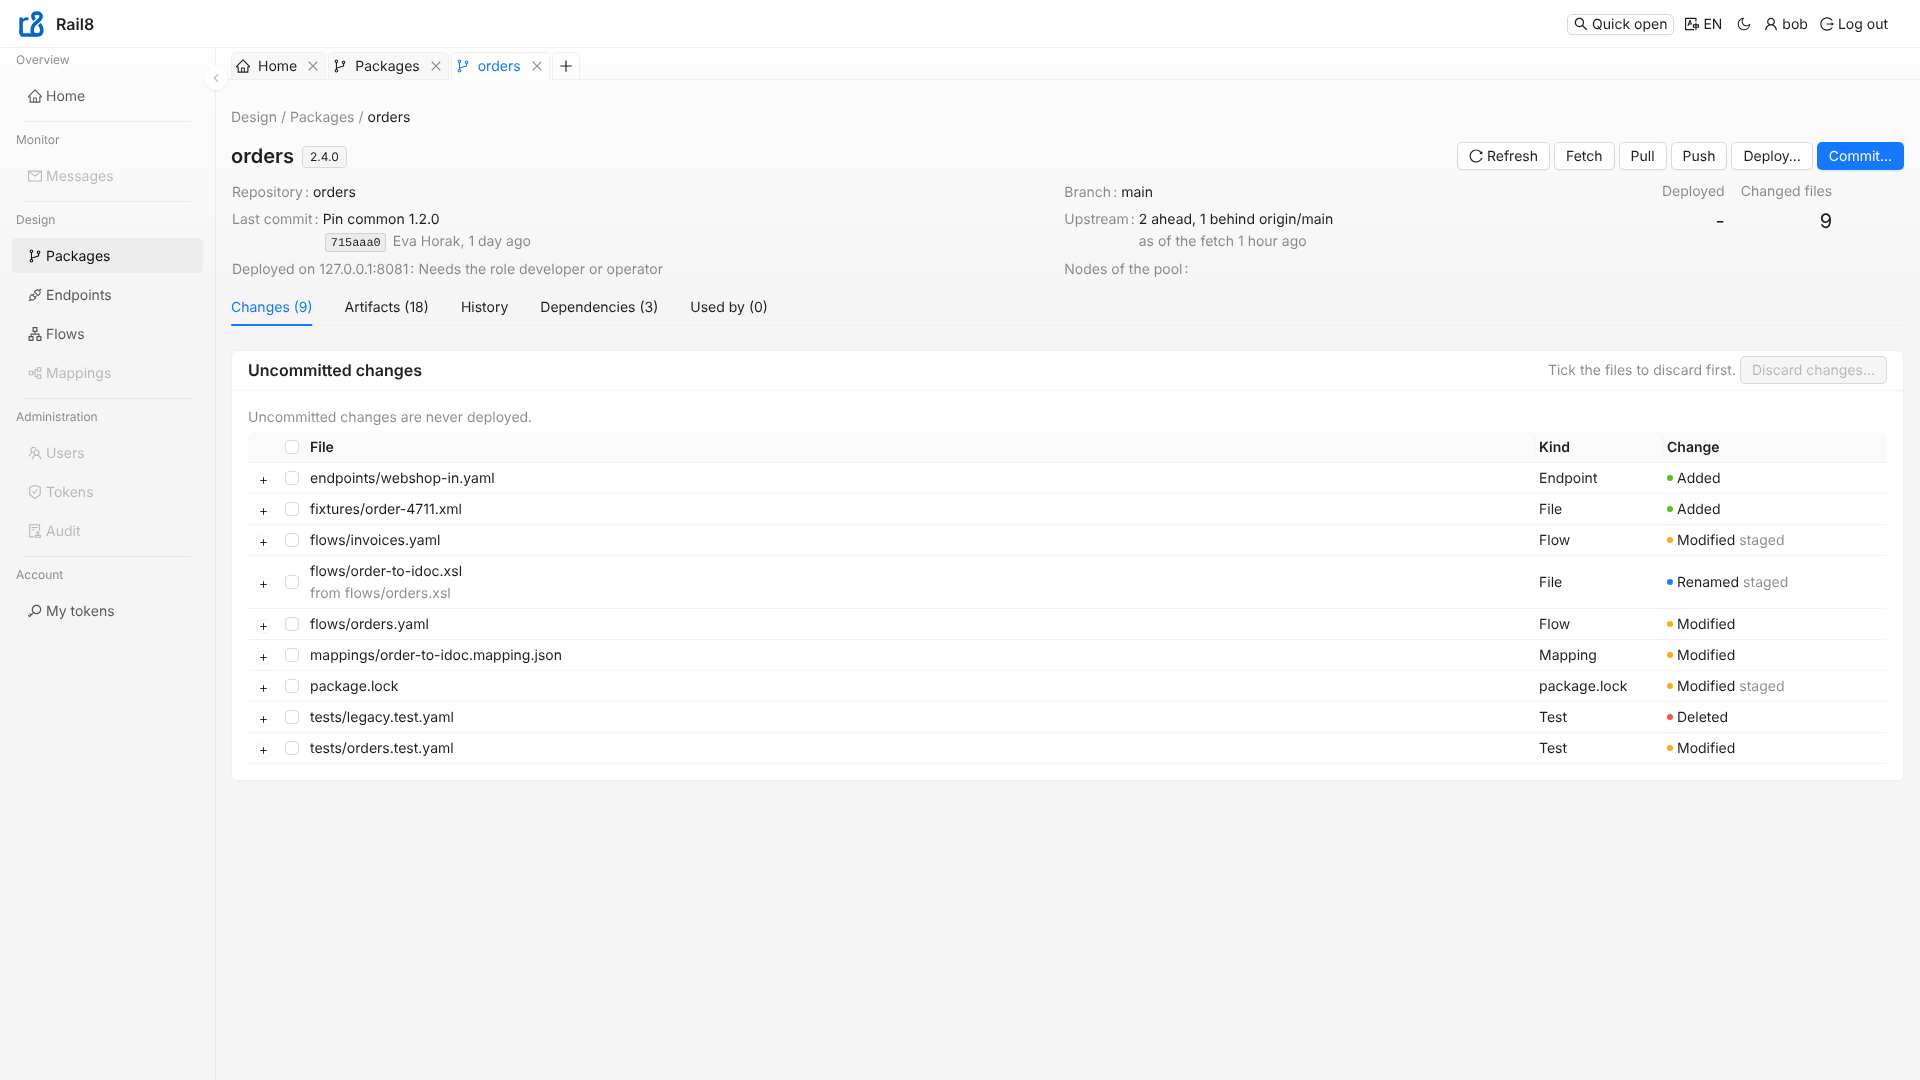 Rail8
Quick open EN bob Log out
Overview
Home
Monitor
Messages
Design
Packages
Endpoints
Flows
Mappings
Administration
Users
Tokens
Audit
Account
My tokens
Home Packages orders
Design / Packages / orders
orders 2.4.0
Refresh Fetch Pull Push Deploy... Commit...
Repository: orders
Branch: main
Deployed Changed files
- 9
Last commit: Pin common 1.2.0
715aaa0 Eva Horak, 1 day ago
Upstream: 2 ahead, 1 behind origin/main
as of the fetch 1 hour ago
Deployed on 127.0.0.1:8081: Needs the role developer or operator
Nodes of the pool:
Changes (9) Artifacts (18) History Dependencies (3) Used by (0)
Uncommitted changes
Tick the files to discard first. Discard changes...
Uncommitted changes are never deployed.
File Kind Change
+ endpoints/webshop-in.yaml Endpoint Added
+ fixtures/order-4711.xml File Added
+ flows/invoices.yaml Flow Modified staged
+ flows/order-to-idoc.xsl File Renamed staged
from flows/orders.xsl
+ flows/orders.yaml Flow Modified
+ mappings/order-to-idoc.mapping.json Mapping Modified
+ package.lock package.lock Modified staged
+ tests/legacy.test.yaml Test Deleted
+ tests/orders.test.yaml Test Modified